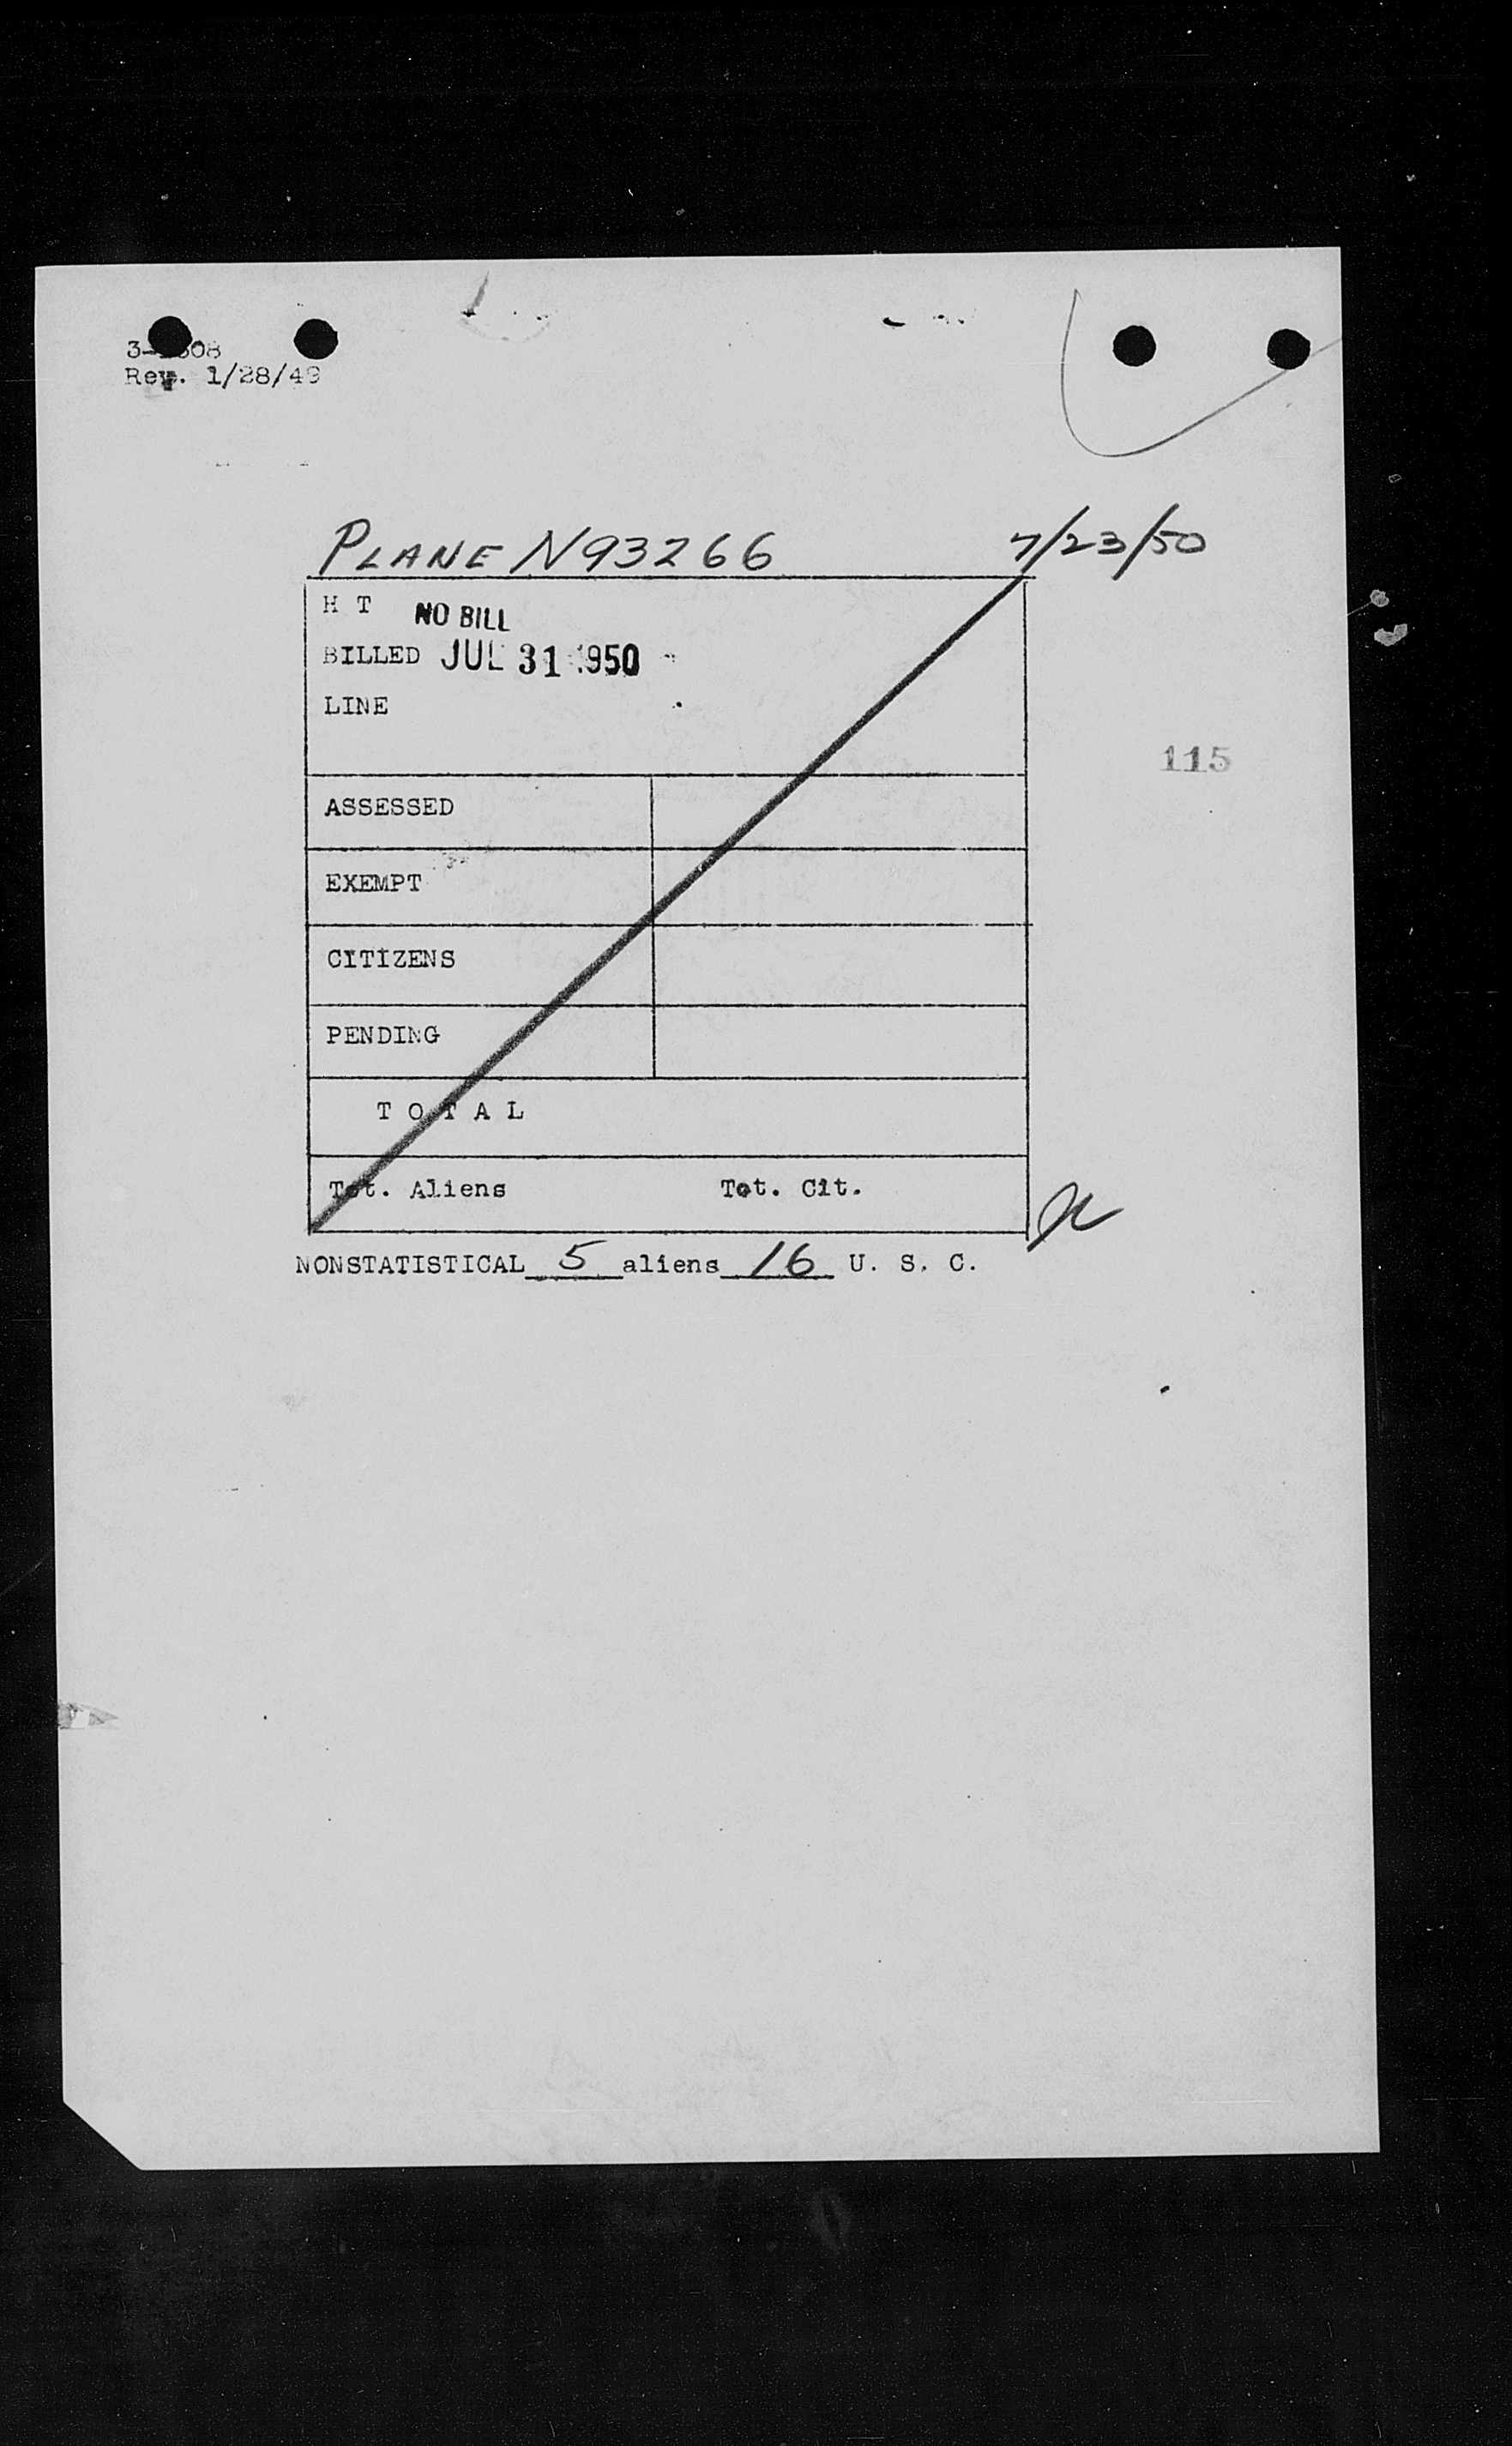 Rev. 1/28/49
PLANE N93266 7/23/50
H T NO BILL
BILLED JUL 31 1950
LINE
115
ASSESSED
EXEMPT
CITIZENS
PENDING
T O T A L
Tot. Aliens Tot. Cit.
NONSTATISTICAL 5 aliens 16 U. S. C.